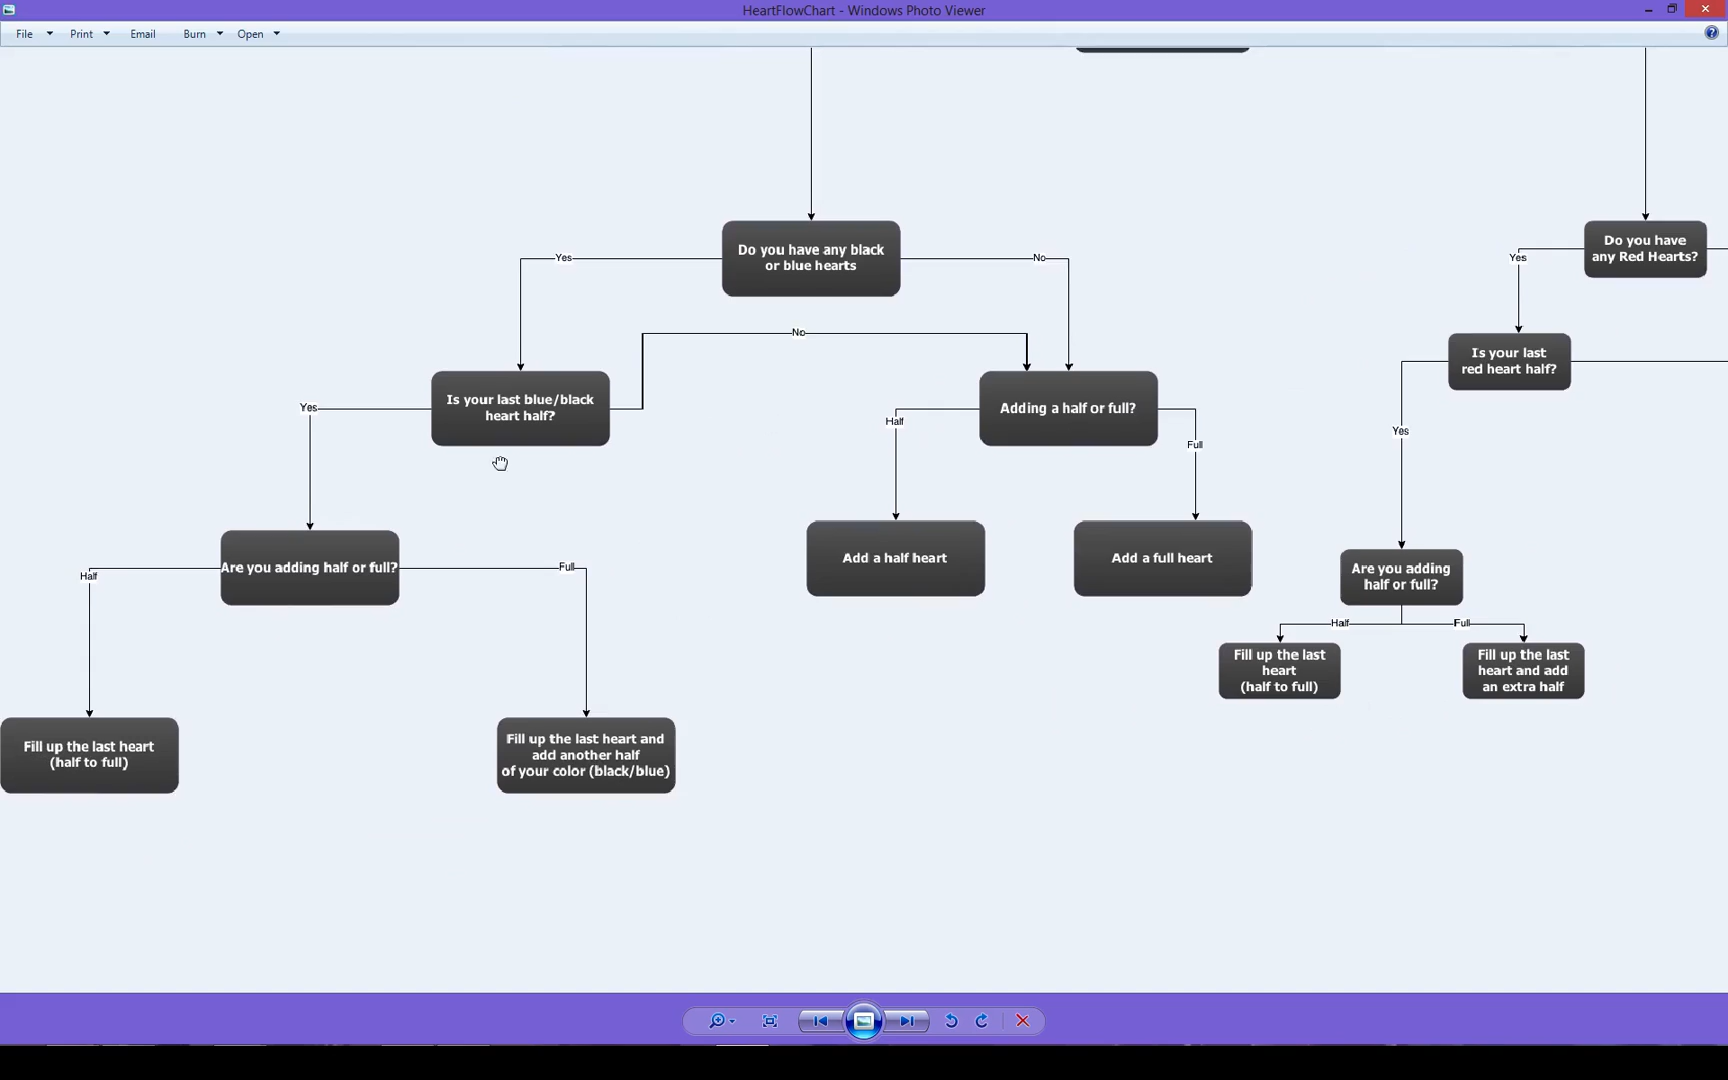 HeartFlowChart - Windows Photo Viewer
File Print Email Burn Open
Do you have any black
or blue hearts
Yes
No
Do you have
any Red Hearts?
Yes
No
Is your last blue/black
heart half?
Yes
Adding a half or full?
Half
Full
Is your last
red heart half?
Yes
Are you adding half or full?
Half
Full
Add a half heart
Add a full heart
Are you adding
half or full?
Half
Full
Fill up the last
heart
(half to full)
Fill up the last
heart and add
an extra half
Fill up the last heart
(half to full)
Fill up the last heart and
add another half
of your color (black/blue)